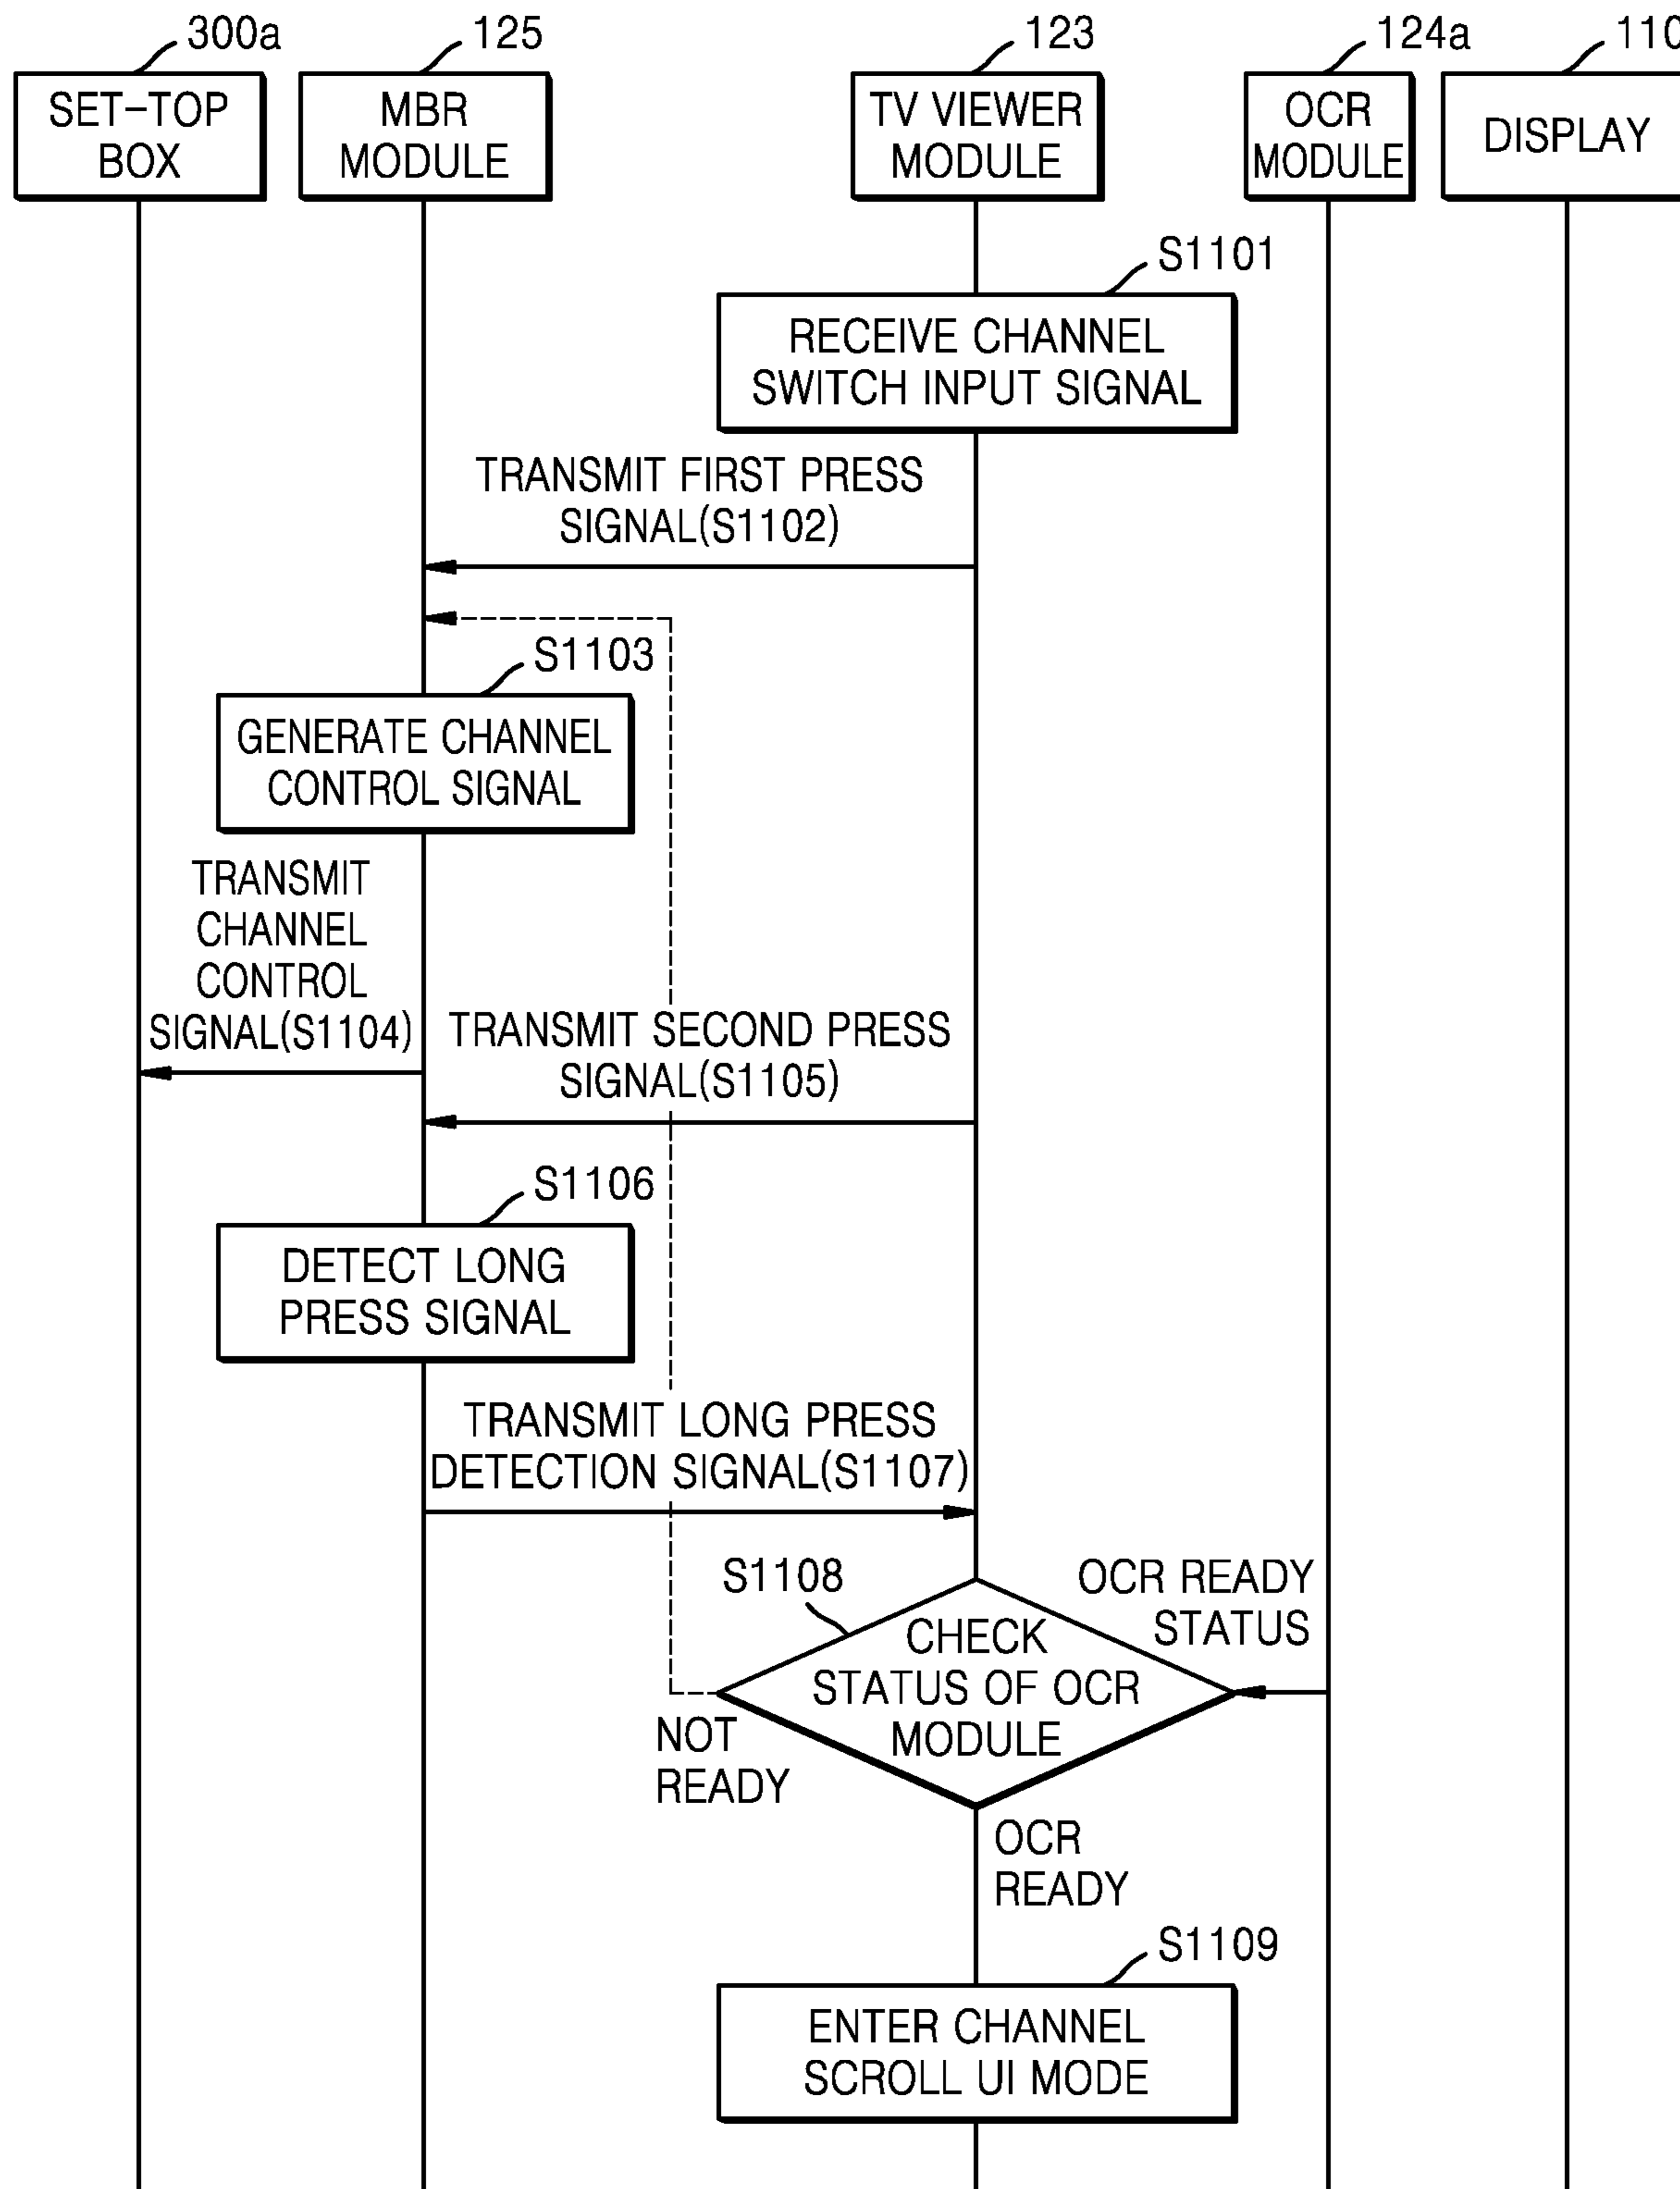 300a
125
123
124a
110
SET-TOP
BOX
MBR
MODULE
TV VIEWER
MODULE
OCR
MODULE
DISPLAY
S1101
RECEIVE CHANNEL
SWITCH INPUT SIGNAL
TRANSMIT FIRST PRESS
SIGNAL(S1102)
S1103
GENERATE CHANNEL
CONTROL SIGNAL
TRANSMIT
CHANNEL
CONTROL
SIGNAL(S1104)
TRANSMIT SECOND PRESS
SIGNAL(S1105)
S1106
DETECT LONG
PRESS SIGNAL
TRANSMIT LONG PRESS
DETECTION SIGNAL(S1107)
S1108
OCR READY
STATUS
CHECK
STATUS OF OCR
MODULE
NOT
READY
OCR
READY
S1109
ENTER CHANNEL
SCROLL UI MODE